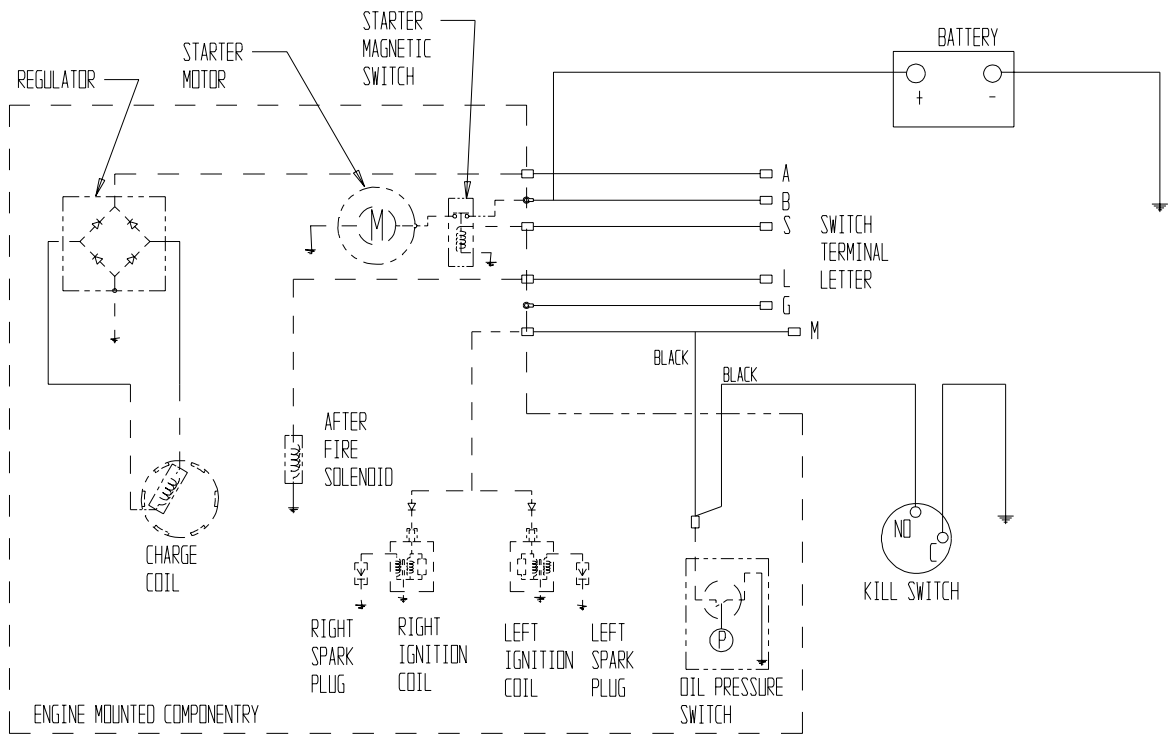 STARTER
MAGNETIC
SWITCH
STARTER
MOTOR
REGULATOR
BATTERY
+ -
A
B
S
L
G
M
SWITCH
TERMINAL
LETTER
M
BLACK
BLACK
AFTER
FIRE
SOLENOID
CHARGE
COIL
NO
C
KILL SWITCH
RIGHT
SPARK
PLUG
RIGHT
IGNITION
COIL
LEFT
IGNITION
COIL
LEFT
SPARK
PLUG
P
OIL PRESSURE
SWITCH
ENGINE MOUNTED COMPONENTRY